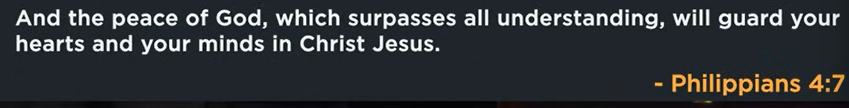 And the peace of God, which surpasses all understanding, will guard your
hearts and your minds in Christ Jesus.
- Philippians 4:7